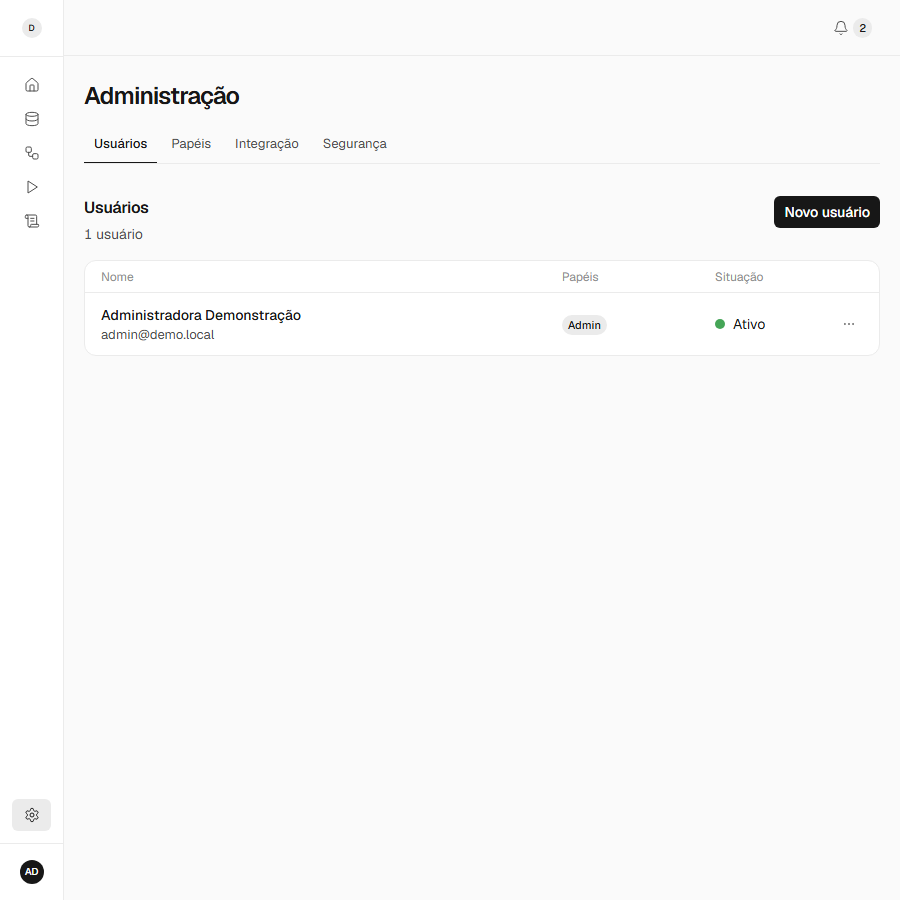 D
2
Administração
Usuários Papéis Integração Segurança
Usuários
Novo usuário
1 usuário
Nome Papéis Situação
Administradora Demonstração
admin@demo.local
Admin
Ativo
AD